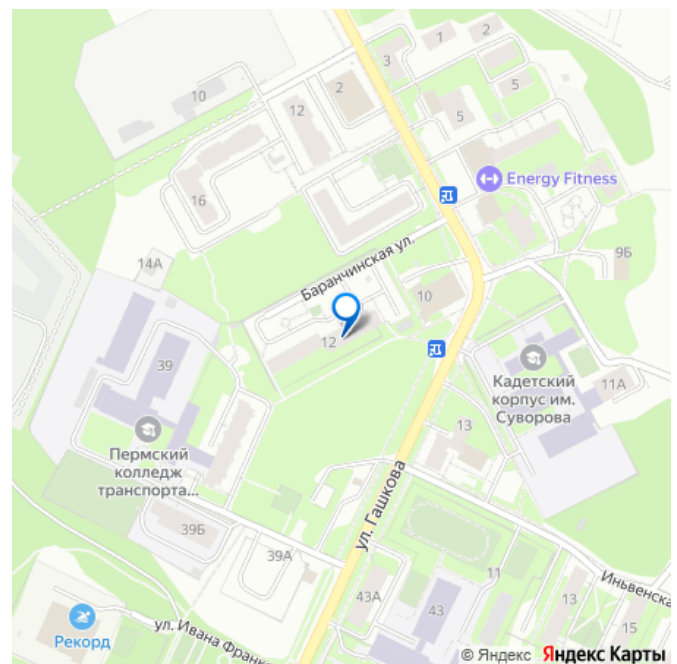 1
2
3
2
10
12
5
5
16
Energy Fitness
Баранчинская ул.
9Б
14А
10
12
39
Кадетский
корпус им.
Суворова
11А
13
Пермский
колледж
транспорта...
ул. Гашкова
39Б
39А
11
Иньвенска
43А
43
13
15
Рекорд
ул. Ивана Франк
© Яндекс Яндекс Карты